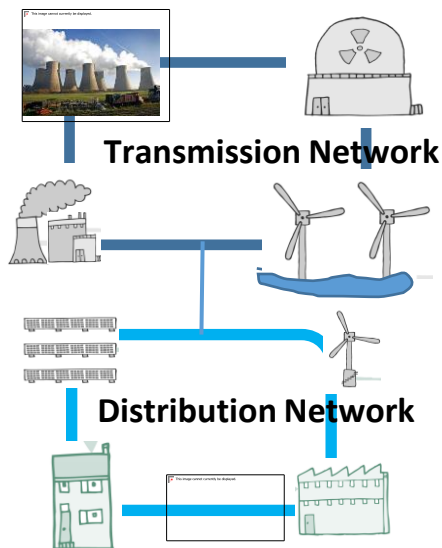 This image cannot currently be displayed.
Transmission Network
Distribution Network
This image cannot currently be displayed.